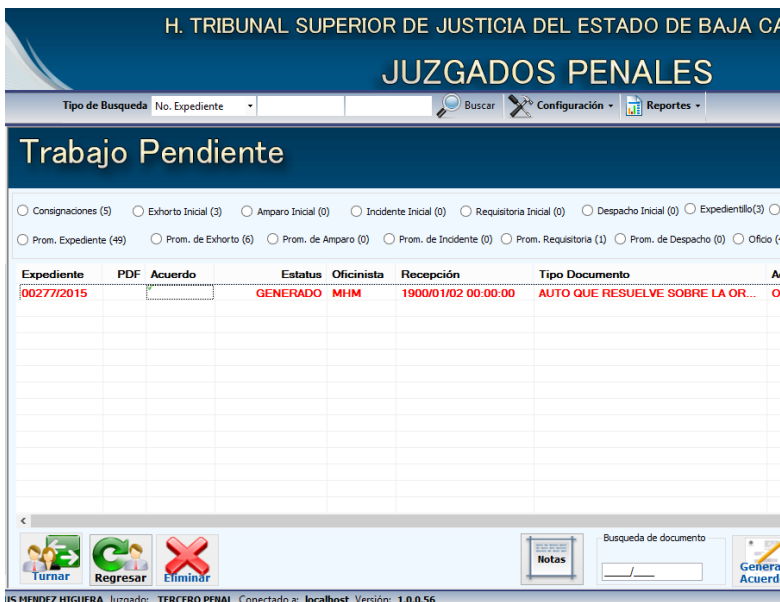 H. TRIBUNAL SUPERIOR DE JUSTICIA DEL ESTADO DE BAJA CA
JUZGADOS PENALES
Tipo de Busqueda No. Expediente Buscar Configuración Reportes
Trabajo Pendiente
Consignaciones (5) Exhorto Inicial (3) Amparo Inicial (0) Incidente Inicial (0) Requisitoria Inicial (0) Despacho Inicial (0) Expedientillo(3)
Prom. Expediente (49) Prom. de Exhorto (6) Prom. de Amparo (0) Prom. de Incidente (0) Prom. Requisitoria (1) Prom. de Despacho (0) Oficio (
Expediente PDF Acuerdo Estatus Oficinista Recepción Tipo Documento A
00277/2015 GENERADO MHM 1900/01/02 00:00:00 AUTO QUE RESUELVE SOBRE LA OR... O
Turnar Regresar Eliminar Notas Busqueda de documento
__/___
Genera
Acuerd
IS MENDEZ HIGUERA Juzgado: TERCERO PENAL Conectado a: localhost Versión: 1.0.0.56